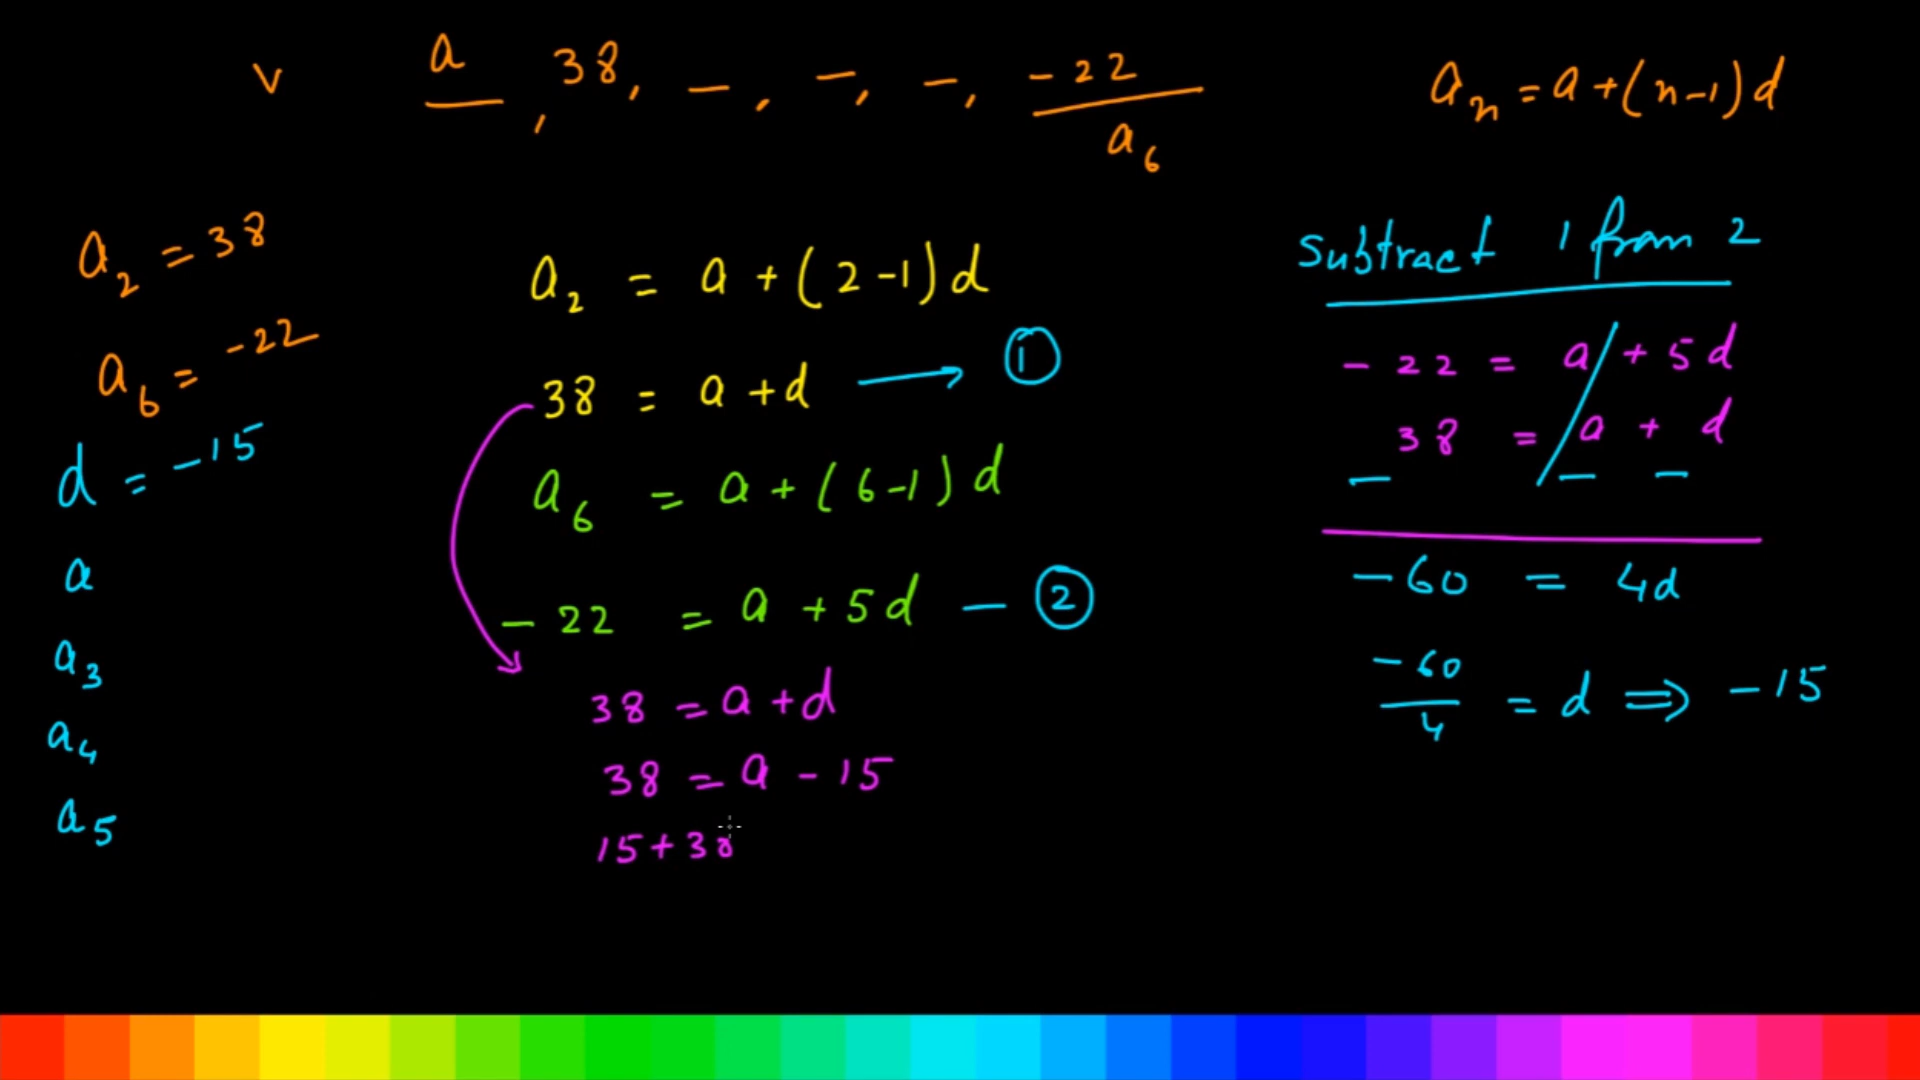 v a , 38, –, –, –, -22
a6
an = a + (n-1)d
a2 = 38
a6 = -22
d = -15
a
a3
a4
a5
a2 = a + (2-1)d
38 = a + d → 1
a6 = a + (6-1)d
-22 = a + 5d – 2
38 = a + d
38 = a - 15
15 + 38
Subtract 1 from 2
-22 = a + 5d
38 = a + d
– – –
-60 = 4d
-60/4 = d ⇒ -15